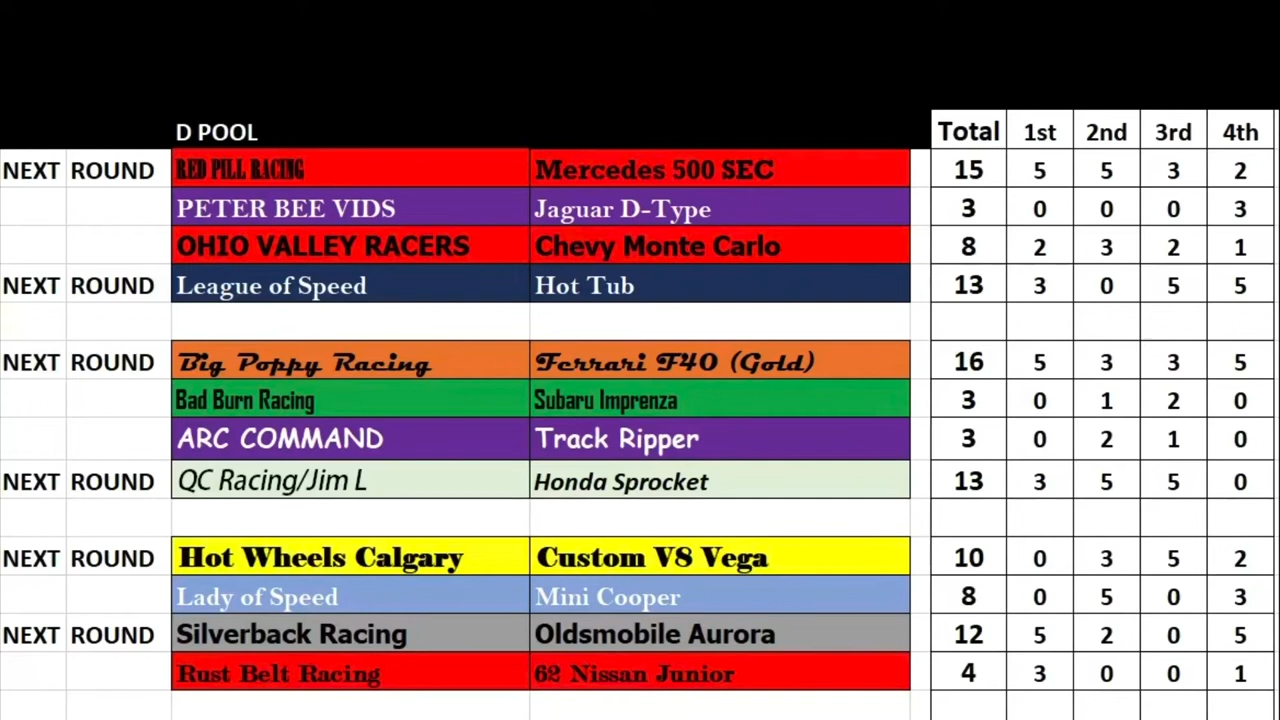 D POOL Total 1st 2nd 3rd 4th
NEXT ROUND RED PILL RACING Mercedes 500 SEC 15 5 5 3 2
PETER BEE VIDS Jaguar D-Type 3 0 0 0 3
OHIO VALLEY RACERS Chevy Monte Carlo 8 2 3 2 1
NEXT ROUND League of Speed Hot Tub 13 3 0 5 5
NEXT ROUND Big Poppy Racing Ferrari F40 (Gold) 16 5 3 3 5
Bad Burn Racing Subaru Imprenza 3 0 1 2 0
ARC COMMAND Track Ripper 3 0 2 1 0
NEXT ROUND QC Racing/Jim L Honda Sprocket 13 3 5 5 0
NEXT ROUND Hot Wheels Calgary Custom V8 Vega 10 0 3 5 2
Lady of Speed Mini Cooper 8 0 5 0 3
NEXT ROUND Silverback Racing Oldsmobile Aurora 12 5 2 0 5
Rust Belt Racing 62 Nissan Junior 4 3 0 0 1